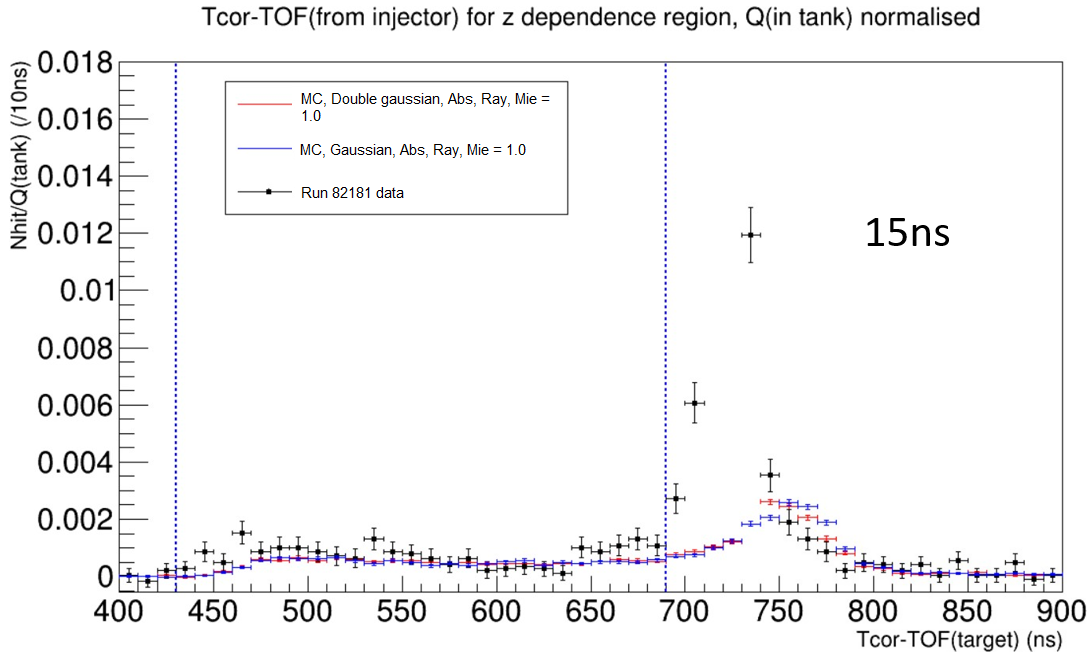 Tcor-TOF(from injector) for z dependence region, Q(in tank) normalised
Nhit/Q(tank) (/10ns)
0.018
0.016
0.014
0.012
0.01
0.008
0.006
0.004
0.002
0
MC, Double gaussian, Abs, Ray, Mie =
1.0
MC, Gaussian, Abs, Ray, Mie = 1.0
Run 82181 data
15ns
400 450 500 550 600 650 700 750 800 850 900
Tcor-TOF(target) (ns)